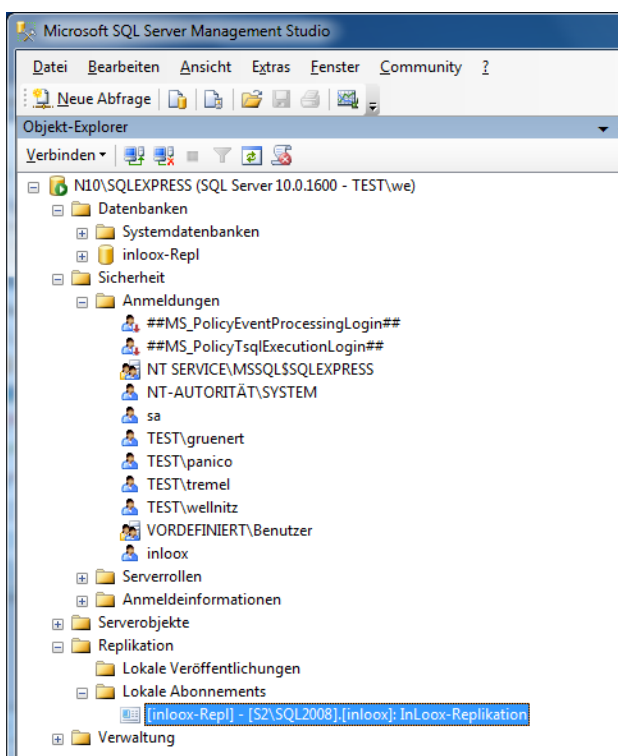 Microsoft SQL Server Management Studio
Datei Bearbeiten Ansicht Extras Fenster Community ?
Neue Abfrage
Objekt-Explorer
Verbinden
N10\SQLEXPRESS (SQL Server 10.0.1600 - TEST\we)
Datenbanken
Systemdatenbanken
inloox-Repl
Sicherheit
Anmeldungen
##MS_PolicyEventProcessingLogin##
##MS_PolicyTsqlExecutionLogin##
NT SERVICE\MSSQL$SQLEXPRESS
NT-AUTORITÄT\SYSTEM
sa
TEST\gruenert
TEST\panico
TEST\tremel
TEST\wellnitz
VORDEFINIERT\Benutzer
inloox
Serverrollen
Anmeldeinformationen
Serverobjekte
Replikation
Lokale Veröffentlichungen
Lokale Abonnements
[inloox-Repl] - [S2\SQL2008].[inloox]: InLoox-Replikation
Verwaltung